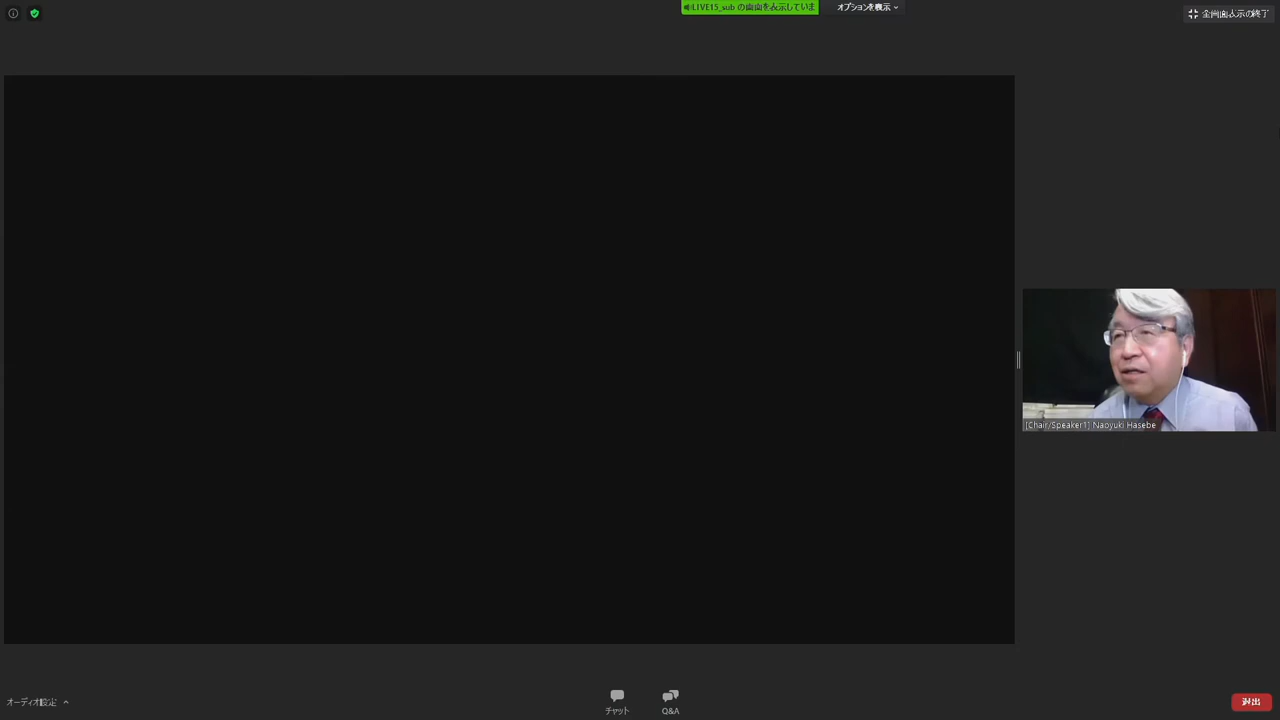 LIVE15_sub の画面を表示していま
オプションを表示
全画面表示の終了
[Chair/Speaker1] Naoyuki Hasebe
オーディオ設定
チャット
Q&A
退出